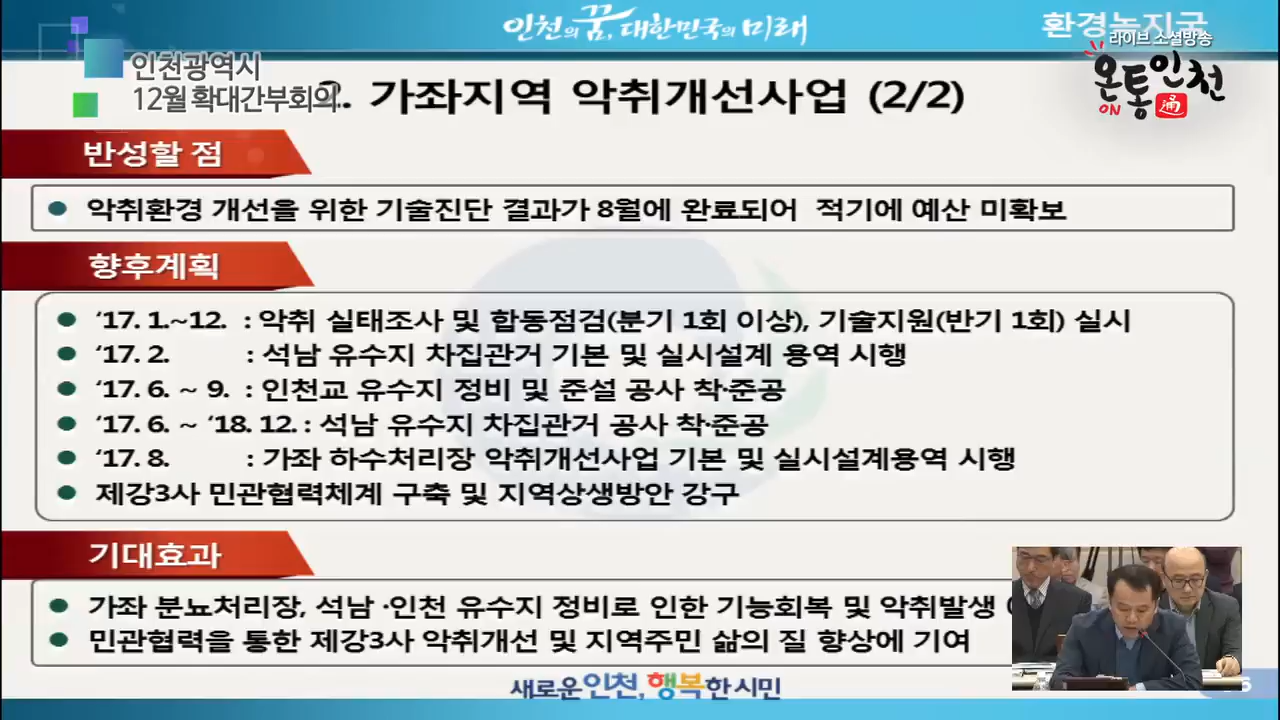 인천의 꿈, 대한민국의 미래
환경녹지국
라이브 소셜방송
온통인천
ON
通
인천광역시
12월 확대간부회의
2. 가좌지역 악취개선사업 (2/2)
반성할 점
악취환경 개선을 위한 기술진단 결과가 8월에 완료되어 적기에 예산 미확보
향후계획
‘17. 1.~12. : 악취 실태조사 및 합동점검(분기 1회 이상), 기술지원(반기 1회) 실시
‘17. 2. : 석남 유수지 차집관거 기본 및 실시설계 용역 시행
‘17. 6. ~ 9. : 인천교 유수지 정비 및 준설 공사 착·준공
‘17. 6. ~ ‘18. 12. : 석남 유수지 차집관거 공사 착·준공
‘17. 8. : 가좌 하수처리장 악취개선사업 기본 및 실시설계용역 시행
제강3사 민관협력체계 구축 및 지역상생방안 강구
기대효과
가좌 분뇨처리장, 석남 ·인천 유수지 정비로 인한 기능회복 및 악취발생
민관협력을 통한 제강3사 악취개선 및 지역주민 삶의 질 향상에 기여
새로운 인천, 행복한 시민